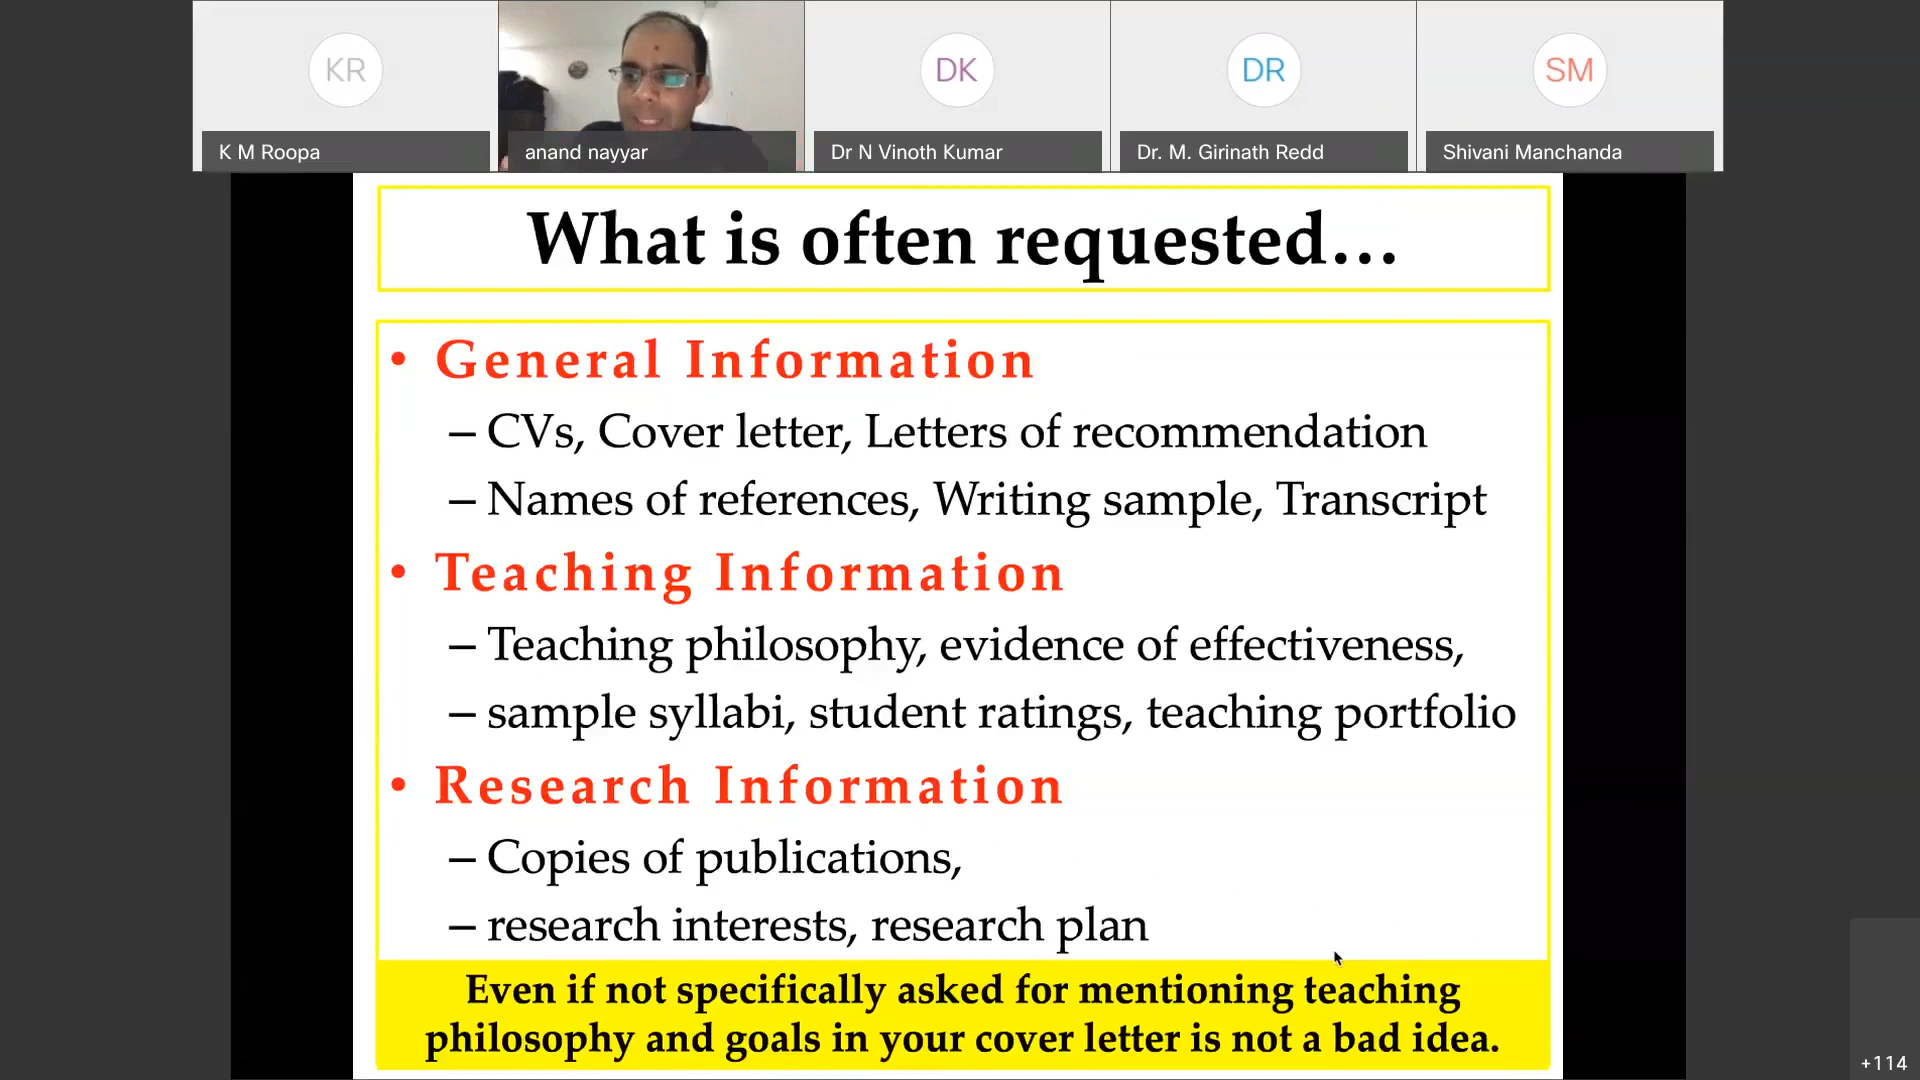 KR
DK
DR
SM
K M Roopa
anand nayyar
Dr N Vinoth Kumar
Dr. M. Girinath Redd
Shivani Manchanda
What is often requested…
• General Information
– CVs, Cover letter, Letters of recommendation
– Names of references, Writing sample, Transcript
• Teaching Information
– Teaching philosophy, evidence of effectiveness,
– sample syllabi, student ratings, teaching portfolio
• Research Information
– Copies of publications,
– research interests, research plan
Even if not specifically asked for mentioning teaching
philosophy and goals in your cover letter is not a bad idea.
+114